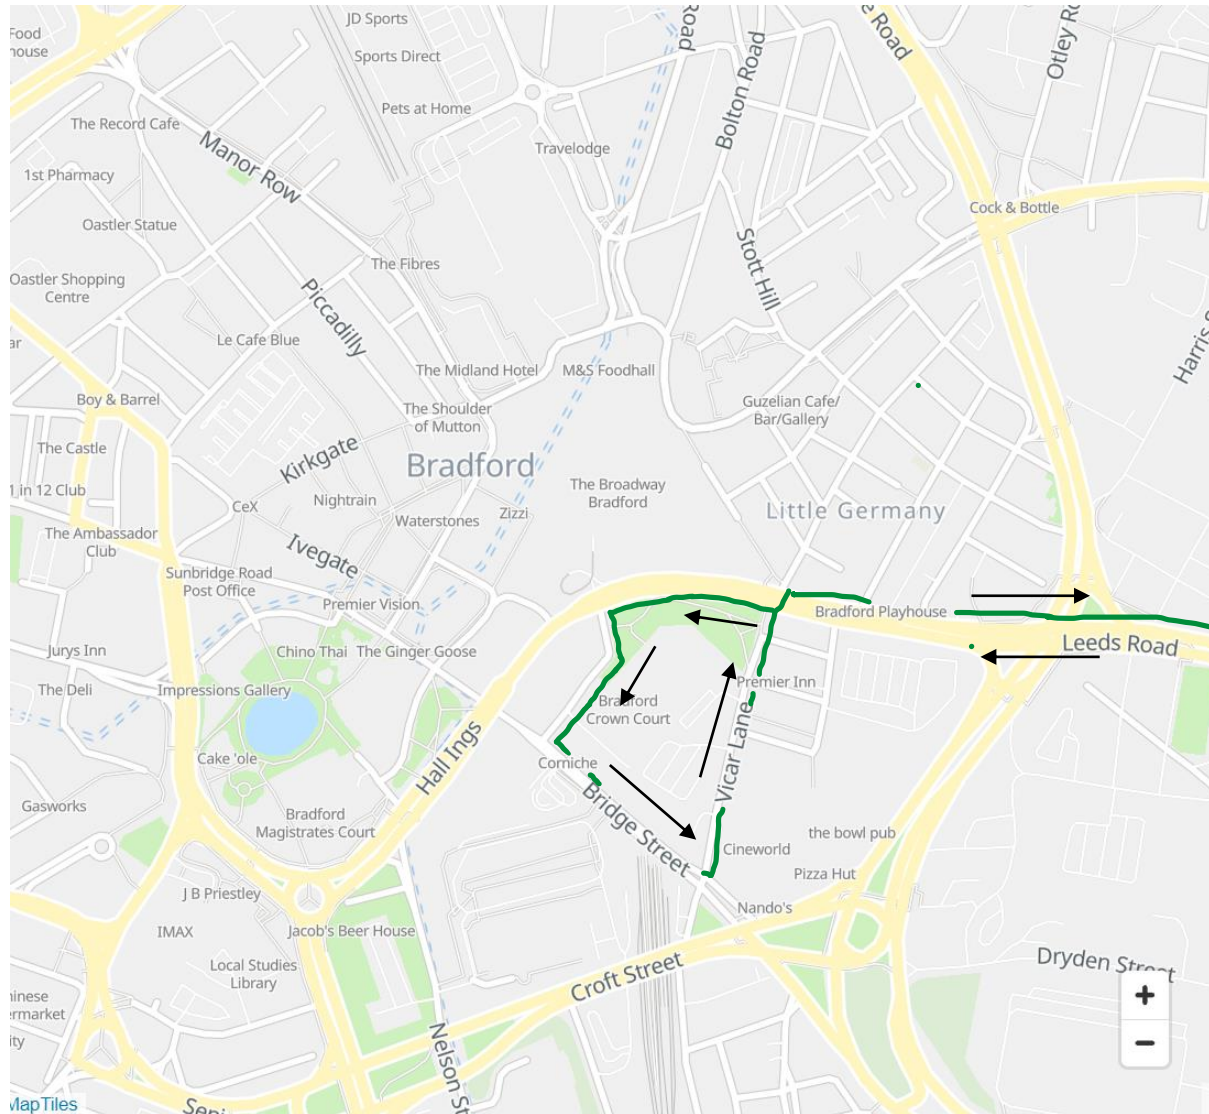 Food
house
JD Sports
Sports Direct
Road
e Road
Otley Ro
Pets at Home
Bolton Road
The Record Cafe
Manor Row
Travelodge
1st Pharmacy
Cock & Bottle
Oastler Statue
Stott Hill
The Fibres
Oastler Shopping
Centre
Piccadilly
Harris S
ar
Le Cafe Blue
The Midland Hotel
M&S Foodhall
Boy & Barrel
The Shoulder
of Mutton
Guzelian Cafe/
Bar/Gallery
The Castle
Kirkgate
Bradford
1 in 12 Club
Nightrain
The Broadway
Bradford
CeX
Waterstones
Zizzi
Little Germany
The Ambassador
Club
Ivegate
Sunbridge Road
Post Office
Premier Vision
Bradford Playhouse
Leeds Road
Jurys Inn
Chino Thai
The Ginger Goose
The Deli
Impressions Gallery
Premier Inn
Bradford
Crown Court
Cake 'ole
Hall Ings
Corniche
Vicar Lane
Gasworks
Bradford
Magistrates Court
Bridge Street
the bowl pub
Cineworld
Pizza Hut
J B Priestley
Nando's
IMAX
Jacob's Beer House
Local Studies
Library
Croft Street
Dryden Street
hinese
ermarket
ity
Nelson St
+
−
MapTiles